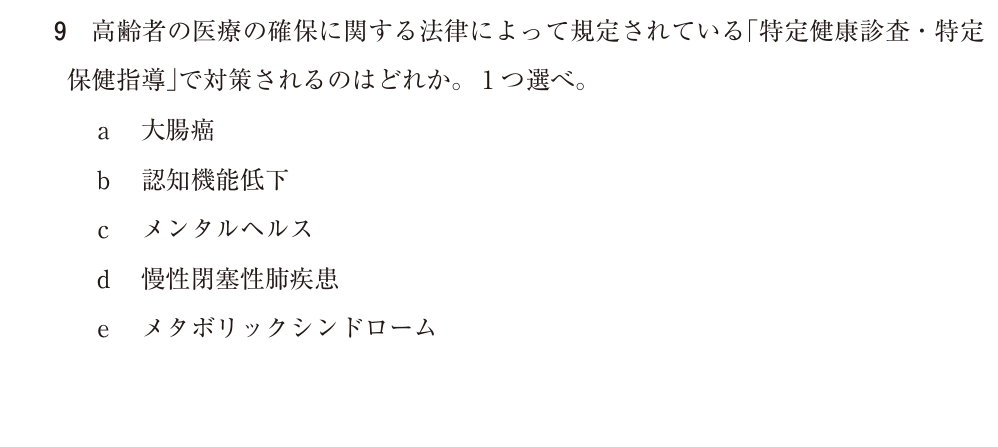 9 高齢者の医療の確保に関する法律によって規定されている「特定健康診査・特定
保健指導」で対策されるのはどれか。1つ選べ。
a 大腸癌
b 認知機能低下
c メンタルヘルス
d 慢性閉塞性肺疾患
e メタボリックシンドローム